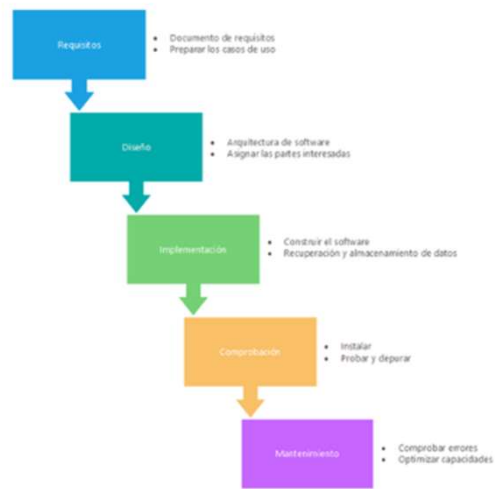 Requisitos
• Documento de requisitos
• Preparar los casos de uso
Diseño
• Arquitectura de software
• Asignar las partes interesadas
Implementación
• Construir el software
• Recuperación y almacenamiento de datos
Comprobación
• Instalar
• Probar y depurar
Mantenimiento
• Comprobar errores
• Optimizar capacidades